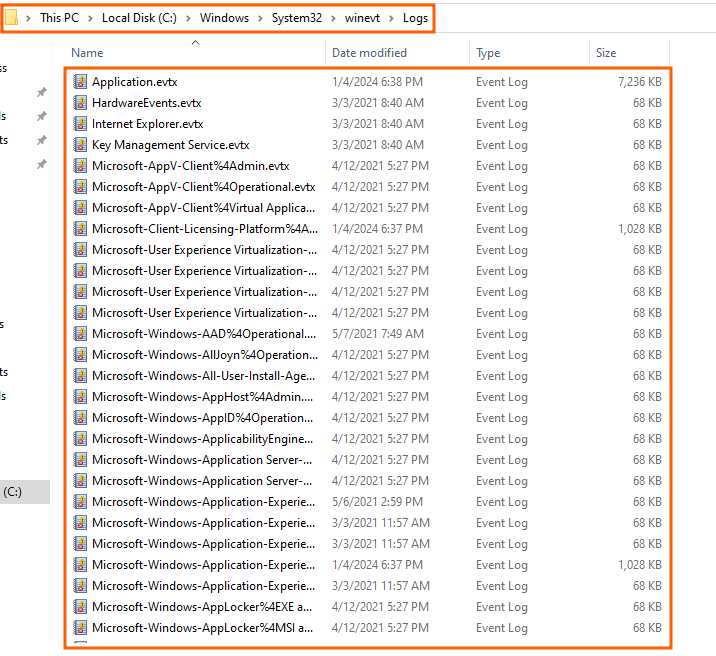 This PC > Local Disk (C:) > Windows > System32 > winevt > Logs
Name Date modified Type Size
ss
Application.evtx 1/4/2024 6:38 PM Event Log 7,236 KB
HardwareEvents.evtx 3/3/2021 8:40 AM Event Log 68 KB
ls Internet Explorer.evtx 3/3/2021 8:40 AM Event Log 68 KB
ts Key Management Service.evtx 3/3/2021 8:40 AM Event Log 68 KB
Microsoft-AppV-Client%4Admin.evtx 4/12/2021 5:27 PM Event Log 68 KB
Microsoft-AppV-Client%4Operational.evtx 4/12/2021 5:27 PM Event Log 68 KB
Microsoft-AppV-Client%4Virtual Applica... 4/12/2021 5:27 PM Event Log 68 KB
Microsoft-Client-Licensing-Platform%4A... 1/4/2024 6:37 PM Event Log 1,028 KB
Microsoft-User Experience Virtualization-... 4/12/2021 5:27 PM Event Log 68 KB
Microsoft-User Experience Virtualization-... 4/12/2021 5:27 PM Event Log 68 KB
Microsoft-User Experience Virtualization-... 4/12/2021 5:27 PM Event Log 68 KB
Microsoft-User Experience Virtualization-... 4/12/2021 5:27 PM Event Log 68 KB
s Microsoft-Windows-AAD%4Operational.... 5/7/2021 7:49 AM Event Log 68 KB
Microsoft-Windows-AllJoyn%4Operation... 4/12/2021 5:27 PM Event Log 68 KB
ts Microsoft-Windows-All-User-Install-Age... 4/12/2021 5:27 PM Event Log 68 KB
ls Microsoft-Windows-AppHost%4Admin.... 4/12/2021 5:27 PM Event Log 68 KB
Microsoft-Windows-AppID%4Operation... 4/12/2021 5:27 PM Event Log 68 KB
Microsoft-Windows-ApplicabilityEngine... 4/12/2021 5:27 PM Event Log 68 KB
Microsoft-Windows-Application Server-... 4/12/2021 5:27 PM Event Log 68 KB
Microsoft-Windows-Application Server-... 4/12/2021 5:27 PM Event Log 68 KB
(C:) Microsoft-Windows-Application-Experie... 5/6/2021 2:59 PM Event Log 68 KB
Microsoft-Windows-Application-Experie... 3/3/2021 11:57 AM Event Log 68 KB
Microsoft-Windows-Application-Experie... 3/3/2021 11:57 AM Event Log 68 KB
Microsoft-Windows-Application-Experie... 1/4/2024 6:37 PM Event Log 1,028 KB
Microsoft-Windows-Application-Experie... 3/3/2021 11:57 AM Event Log 68 KB
Microsoft-Windows-AppLocker%4EXE a... 4/12/2021 5:27 PM Event Log 68 KB
Microsoft-Windows-AppLocker%4MSI a... 4/12/2021 5:27 PM Event Log 68 KB